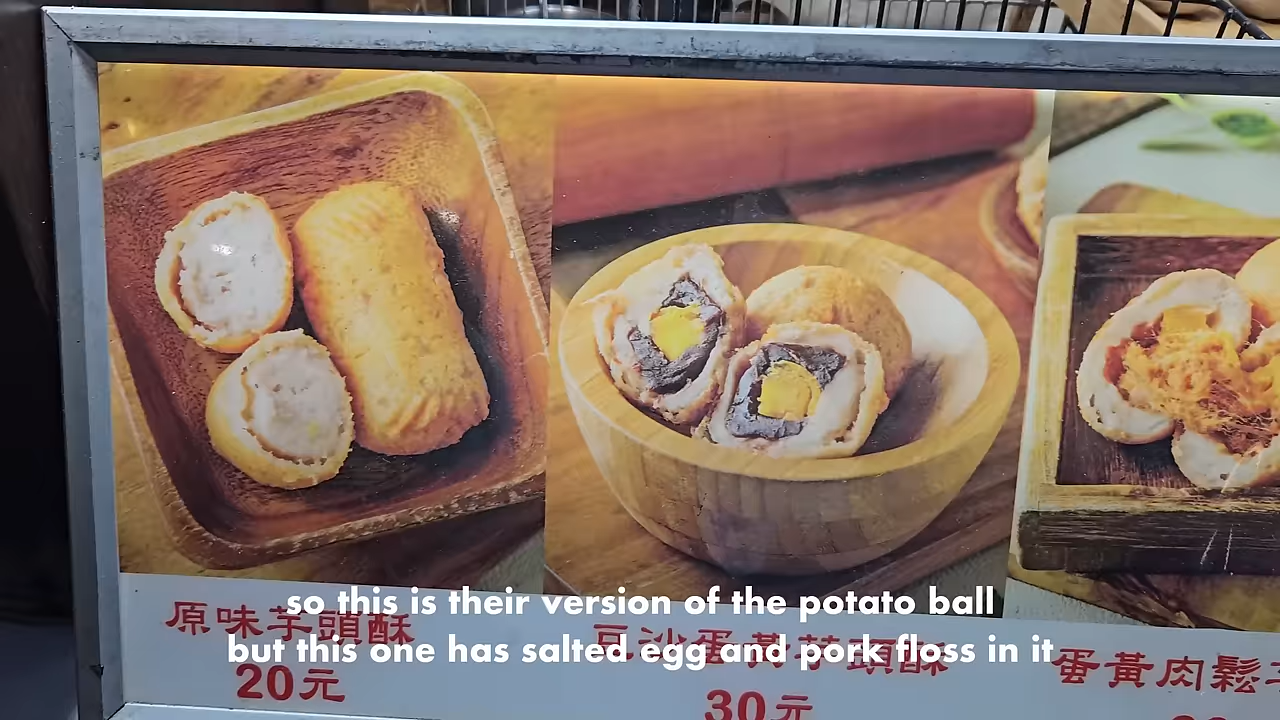 原味芋頭酥
20元
豆沙蛋黃芋頭酥
30元
蛋黃肉鬆
so this is their version of the potato ball
but this one has salted egg and pork floss in it